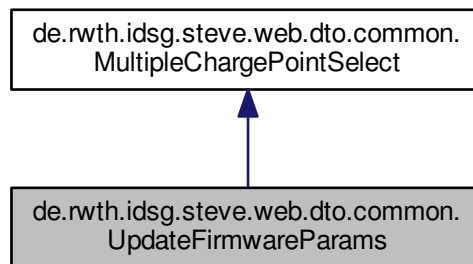 de.rwth.idsg.steve.web.dto.common.
MultipleChargePointSelect
de.rwth.idsg.steve.web.dto.common.
UpdateFirmwareParams